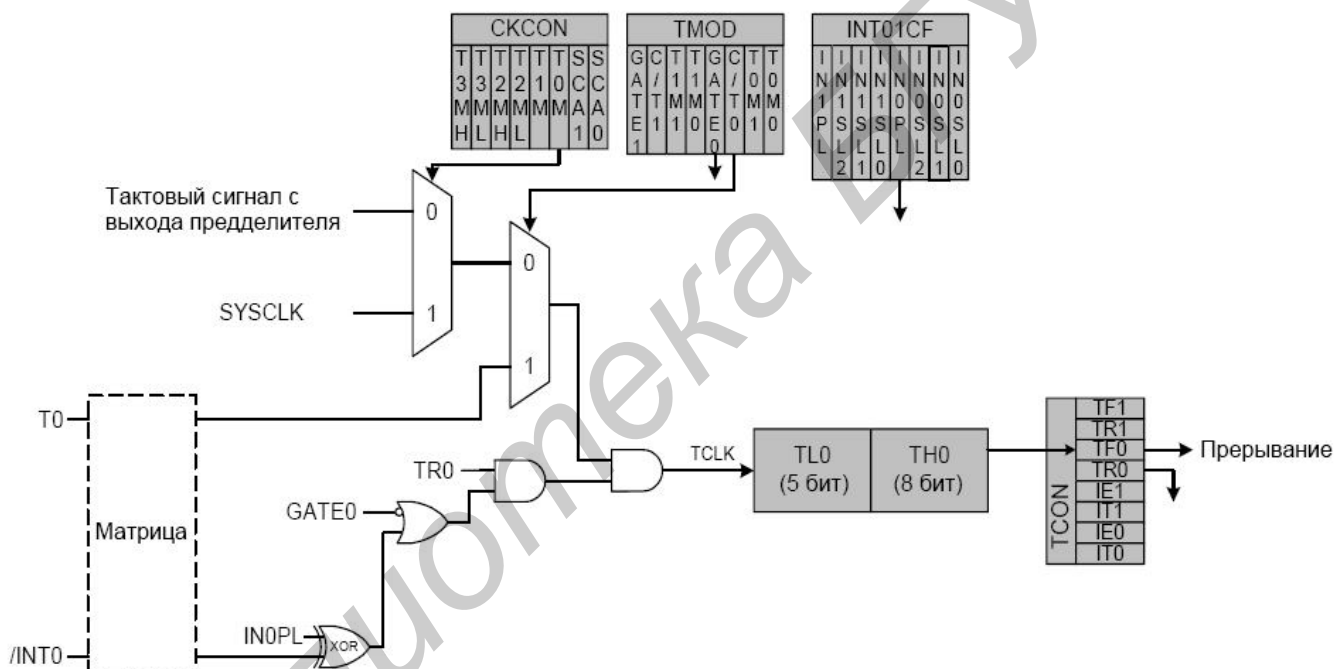 CKCON
TMOD
INT01CF
T3MH
T3ML
T2MH
T2ML
T1M
T0M
SCA1
SCA0
GATE1
C/T1
T1M1
T1M0
GATE0
C/T0
T0M1
T0M0
IN1PL
IN1SL2
IN1SL1
IN1SL0
IN0PL
IN0SL2
IN0SL1
IN0SL0
Тактовый сигнал с
выхода предделителя
0
1
SYSCLK
0
1
T0
Матрица
/INT0
TR0
GATE0
IN0PL
XOR
TCLK
TL0
(5 бит)
TH0
(8 бит)
TCON
TF1
TR1
TF0
TR0
IE1
IT1
IE0
IT0
Прерывание